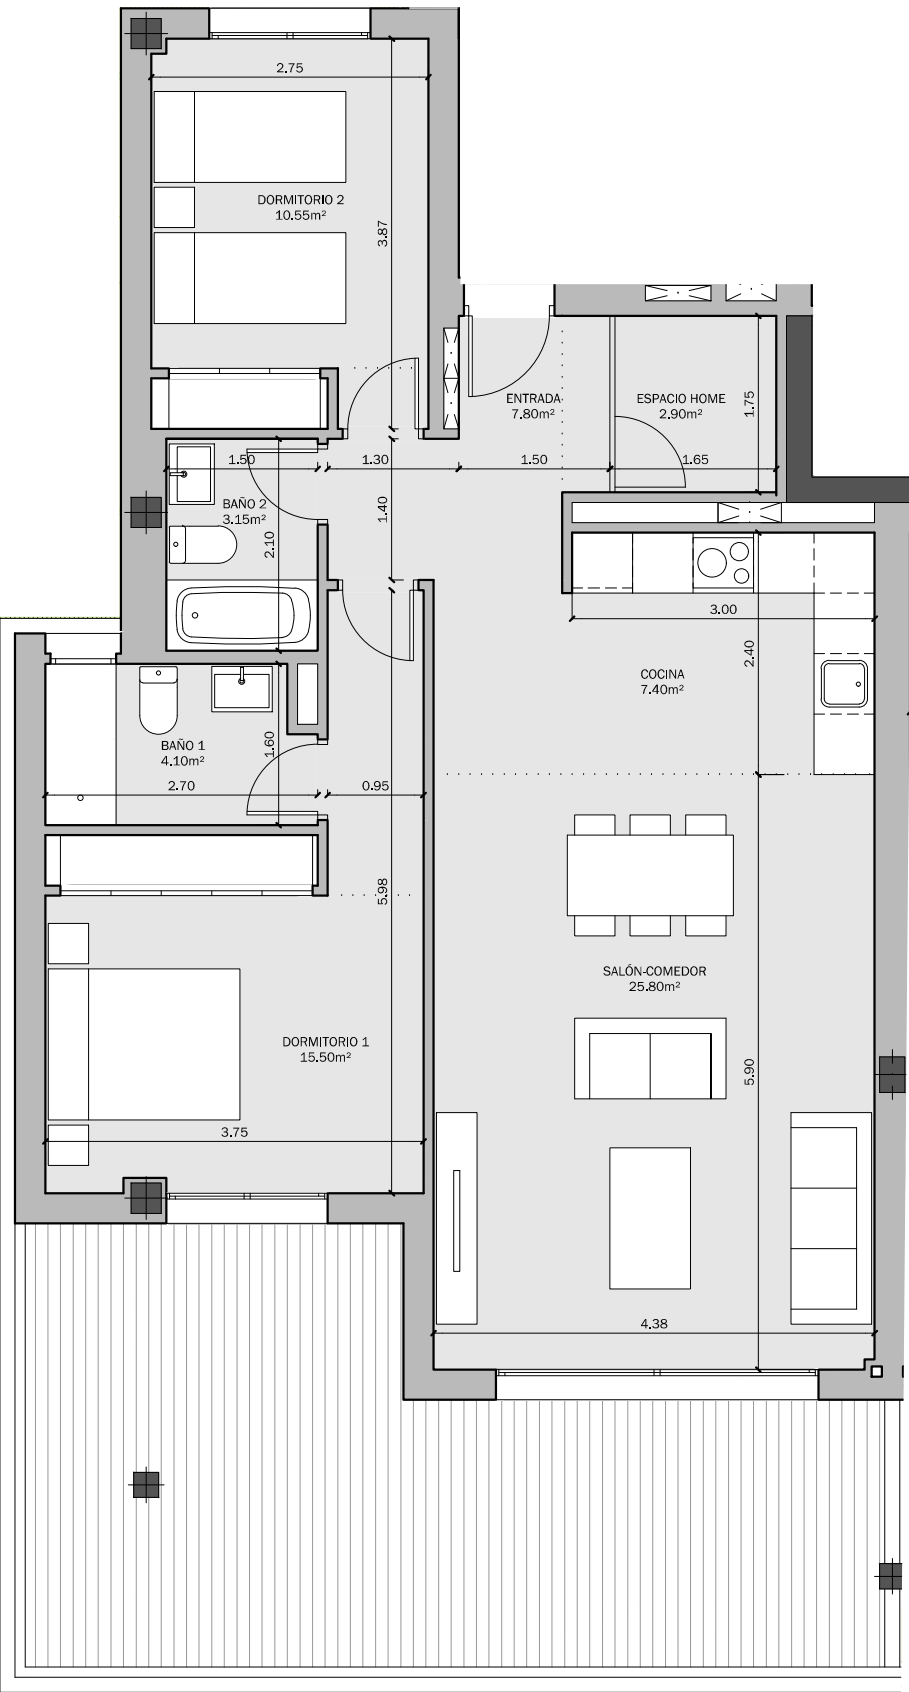 2.75
DORMITORIO 2
10.55m²
3.87
ENTRADA
7.80m²
ESPACIO HOME
2.90m²
1.75
1.50
1.30
1.50
1.65
BAÑO 2
3.15m²
1.40
2.10
3.00
2.40
COCINA
7.40m²
BAÑO 1
4.10m²
1.60
2.70
0.95
5.98
SALÓN-COMEDOR
25.80m²
DORMITORIO 1
15.50m²
5.90
3.75
4.38